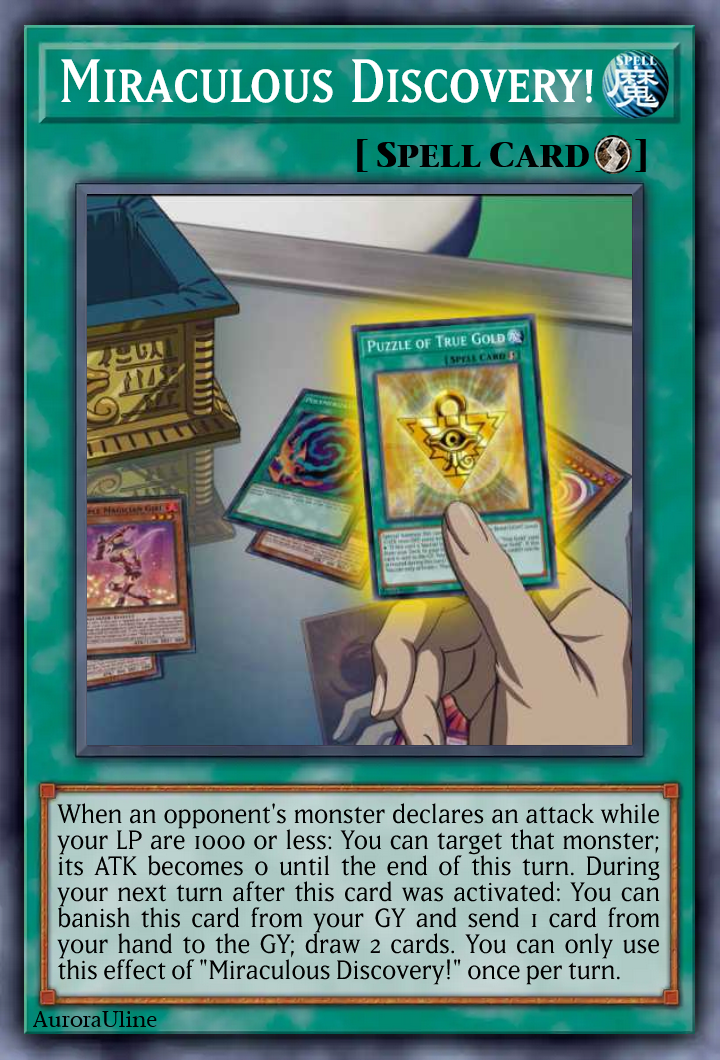 MIRACULOUS DISCOVERY!
SPELL
魔
[ SPELL CARD ]
PUZZLE OF TRUE GOLD
[ SPELL CARD ]
When an opponent's monster declares an attack while
your LP are 1000 or less: You can target that monster;
its ATK becomes 0 until the end of this turn. During
your next turn after this card was activated: You can
banish this card from your GY and send 1 card from
your hand to the GY; draw 2 cards. You can only use
this effect of "Miraculous Discovery!" once per turn.
AuroraUline